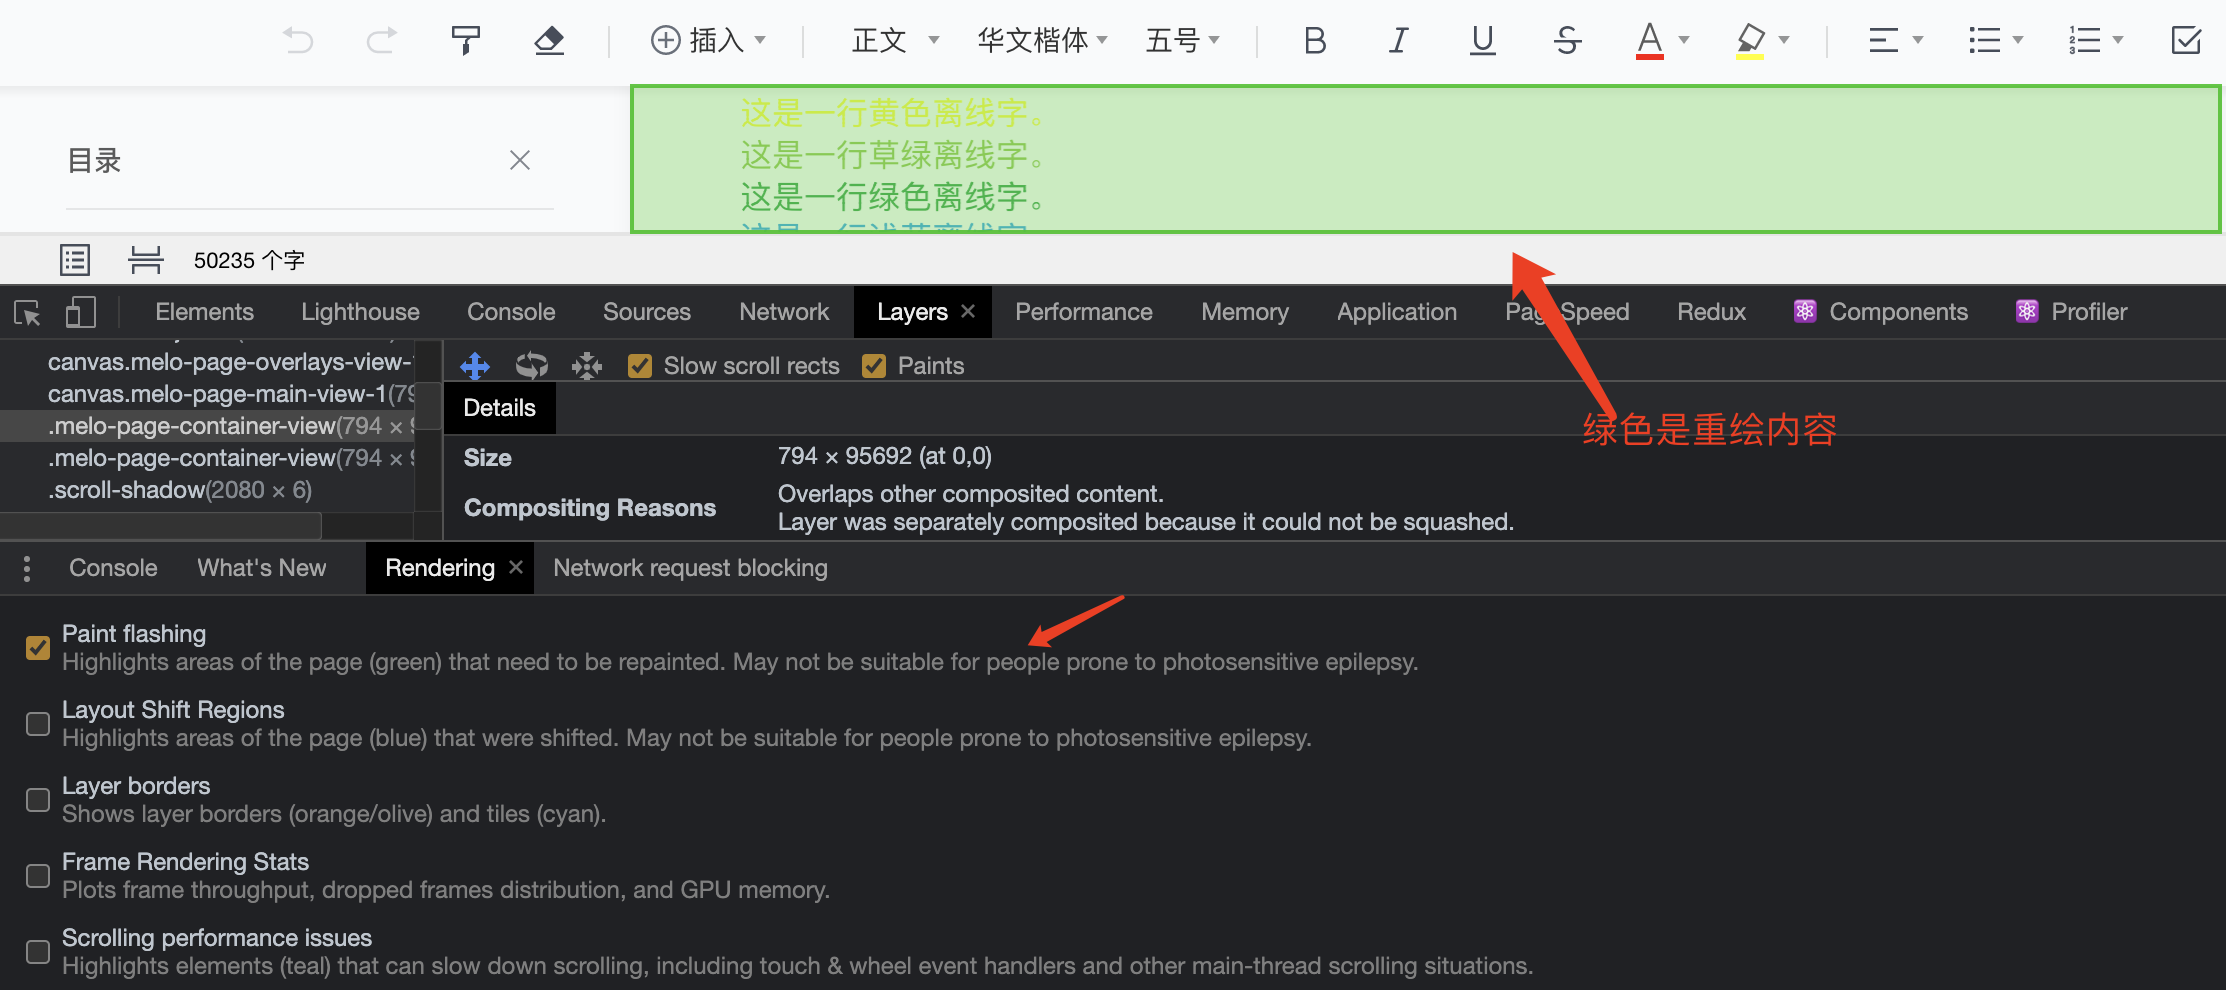 插入 正文 华文楷体 五号 B I U S A
这是一行黄色离线字。
目录
这是一行草绿离线字。
这是一行绿色离线字。
50235 个字
Elements Lighthouse Console Sources Network Layers Performance Memory Application Speed Redux Components Profiler
canvas.melo-page-overlays-view-
Slow scroll rects Paints
canvas.melo-page-main-view-1(79
Details
.melo-page-container-view(794 ×
绿色是重绘内容
.melo-page-container-view(794 ×
Size 794 × 95692 (at 0,0)
.scroll-shadow(2080 × 6)
Compositing Reasons Overlaps other composited content.
Layer was separately composited because it could not be squashed.
Console What's New Rendering Network request blocking
Paint flashing
Highlights areas of the page (green) that need to be repainted. May not be suitable for people prone to photosensitive epilepsy.
Layout Shift Regions
Highlights areas of the page (blue) that were shifted. May not be suitable for people prone to photosensitive epilepsy.
Layer borders
Shows layer borders (orange/olive) and tiles (cyan).
Frame Rendering Stats
Plots frame throughput, dropped frames distribution, and GPU memory.
Scrolling performance issues
Highlights elements (teal) that can slow down scrolling, including touch & wheel event handlers and other main-thread scrolling situations.